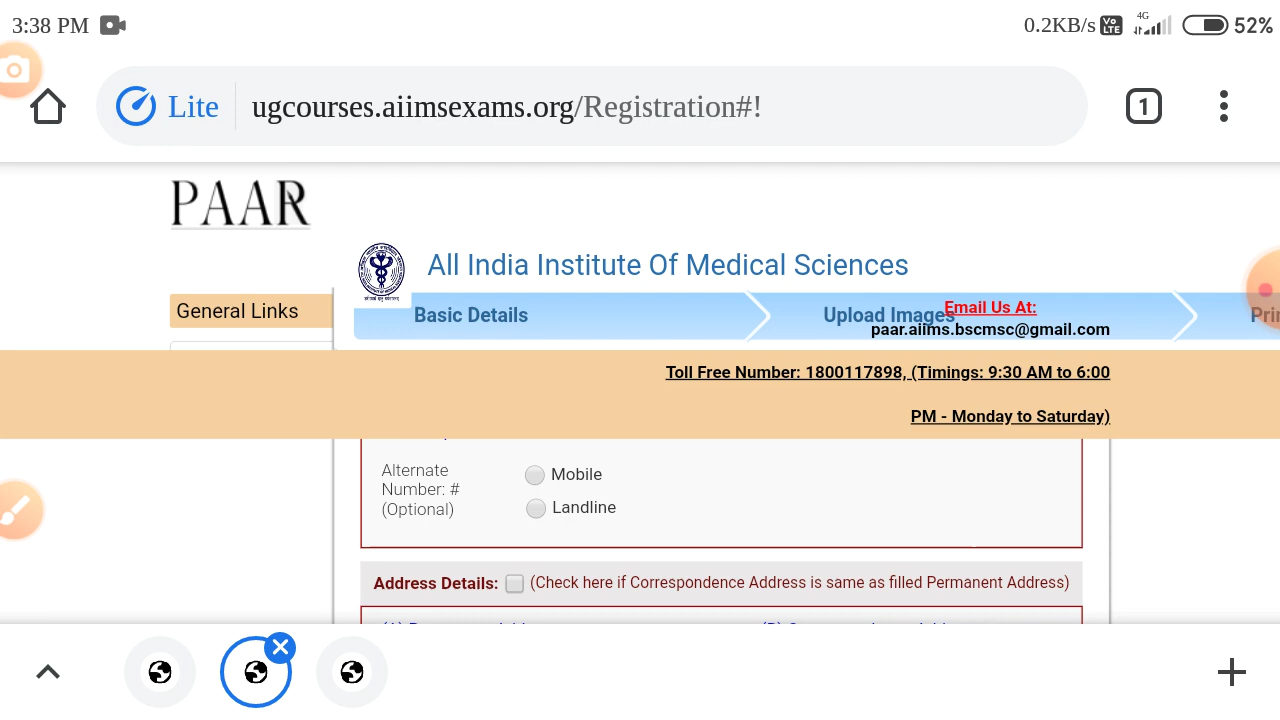 3:38 PM 0.2KB/s Vo LTE 4G 52%
Lite ugcourses.aiimsexams.org/Registration#! 1
PAAR
All India Institute Of Medical Sciences
General Links
Basic Details Upload Images Prin
Email Us At:
paar.aiims.bscmsc@gmail.com
Toll Free Number: 1800117898, (Timings: 9:30 AM to 6:00
PM - Monday to Saturday)
Alternate
Number: #
(Optional)
Mobile
Landline
Address Details: (Check here if Correspondence Address is same as filled Permanent Address)